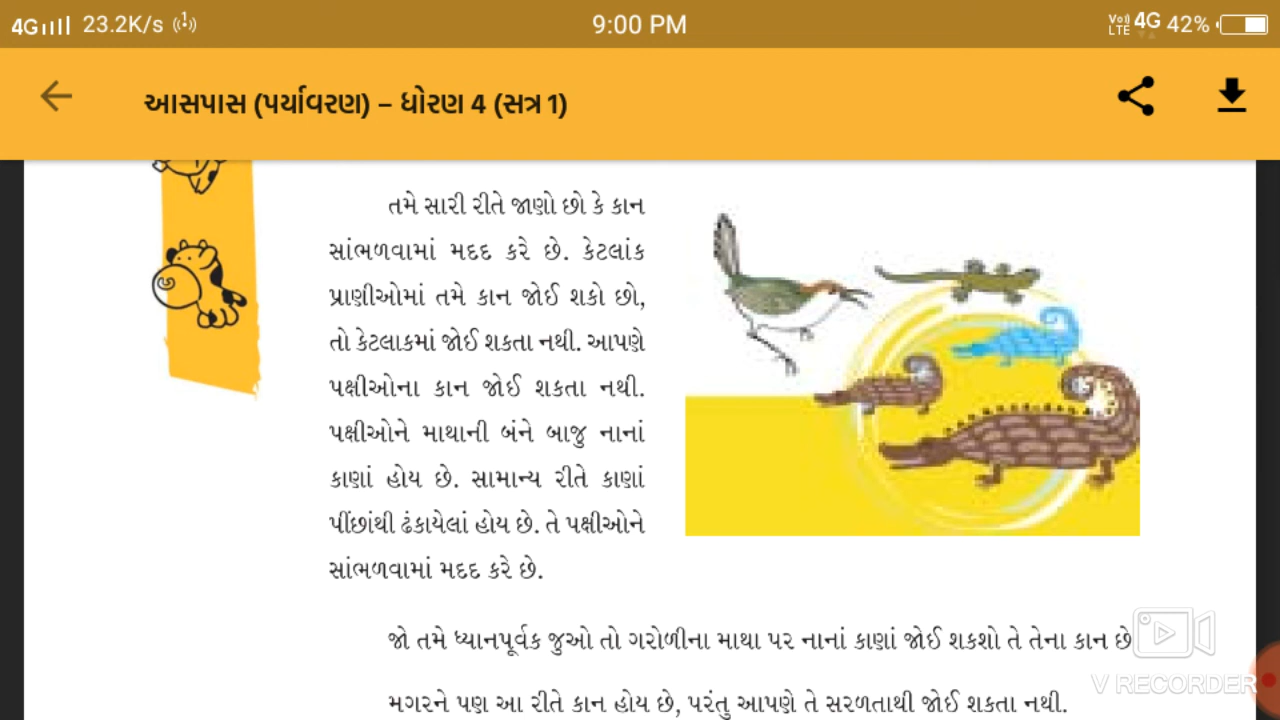 4G 23.2K/s 9:00 PM Vo) LTE 4G 42%
આસપાસ (પર્યાવરણ) – ધોરણ 4 (સત્ર 1)
તમે સારી રીતે જાણો છો કે કાન
સાંભળવામાં મદદ કરે છે. કેટલાંક
પ્રાણીઓમાં તમે કાન જોઈ શકો છો,
તો કેટલાકમાં જોઈ શકતા નથી. આપણે
પક્ષીઓના કાન જોઈ શકતા નથી.
પક્ષીઓને માથાની બંને બાજુ નાનાં
કાણાં હોય છે. સામાન્ય રીતે કાણાં
પીંછાંથી ઢંકાયેલાં હોય છે. તે પક્ષીઓને
સાંભળવામાં મદદ કરે છે.
જો તમે ધ્યાનપૂર્વક જુઓ તો ગરોળીના માથા પર નાનાં કાણાં જોઈ શકશો તે તેના કાન છે
મગરને પણ આ રીતે કાન હોય છે, પરંતુ આપણે તે સરળતાથી જોઈ શકતા નથી.
V RECORDER